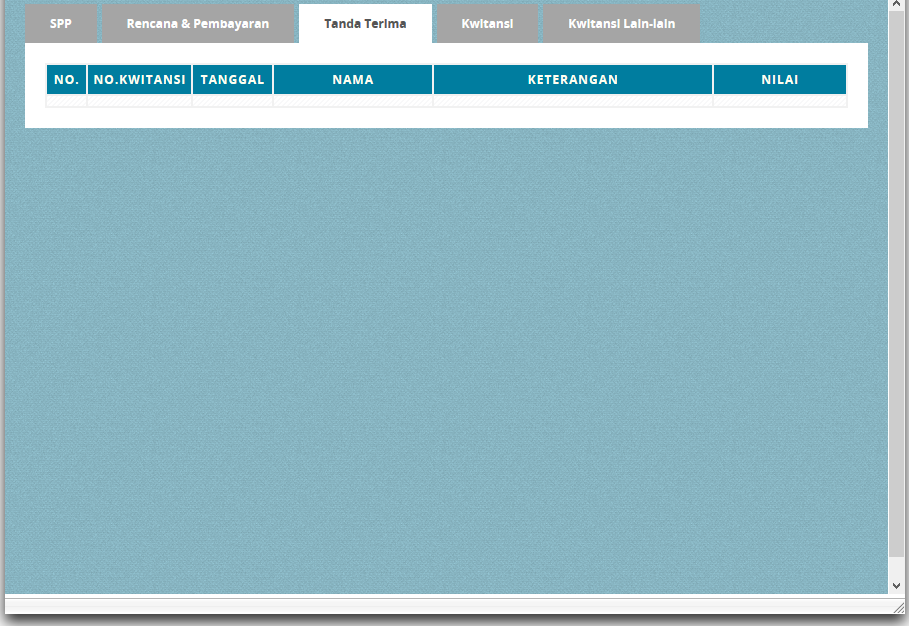 SPP Rencana & Pembayaran Tanda Terima Kwitansi Kwitansi Lain-lain
NO. NO.KWITANSI TANGGAL NAMA KETERANGAN NILAI